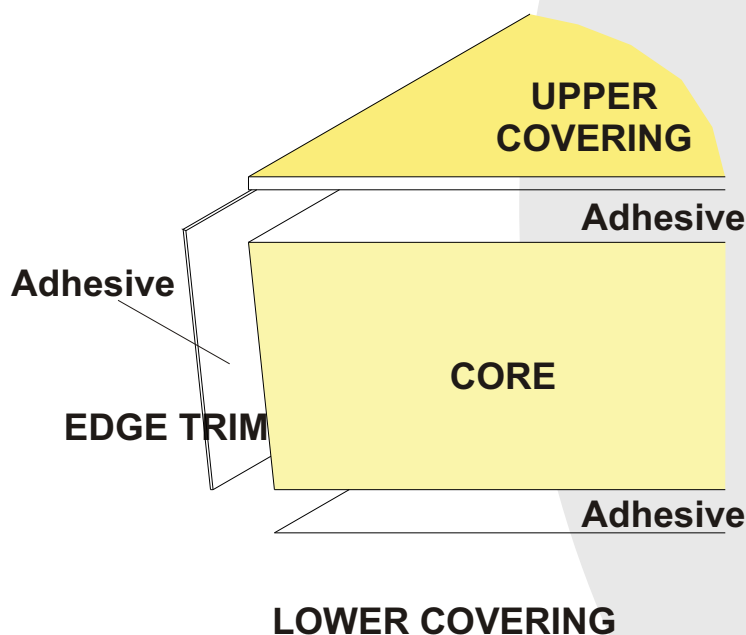 UPPER
COVERING
Adhesive
Adhesive
CORE
EDGE TRIM
Adhesive
LOWER COVERING